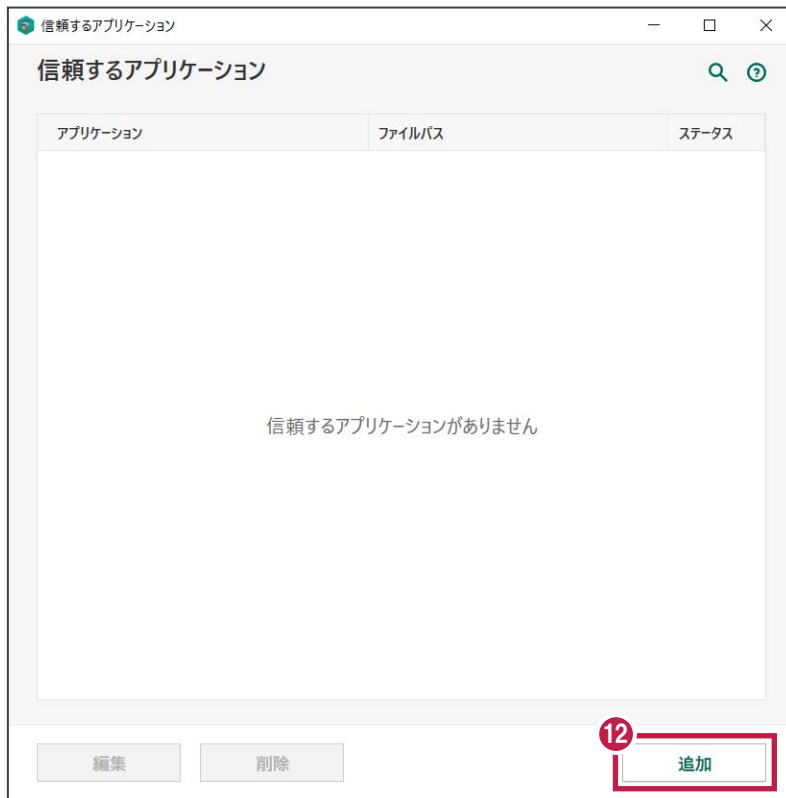 信頼するアプリケーション
信頼するアプリケーション
アプリケーション ファイルパス ステータス
信頼するアプリケーションがありません
12
編集 削除 追加